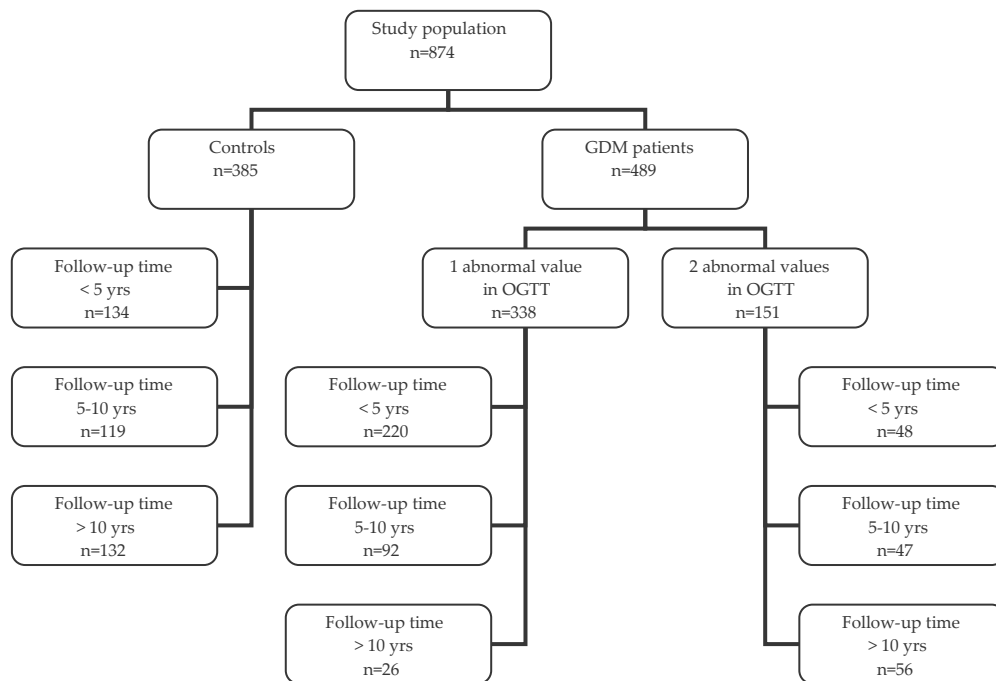 Study population
n=874
Controls
n=385
GDM patients
n=489
Follow-up time
< 5 yrs
n=134
1 abnormal value
in OGTT
n=338
2 abnormal values
in OGTT
n=151
Follow-up time
5-10 yrs
n=119
Follow-up time
< 5 yrs
n=220
Follow-up time
< 5 yrs
n=48
Follow-up time
> 10 yrs
n=132
Follow-up time
5-10 yrs
n=92
Follow-up time
5-10 yrs
n=47
Follow-up time
> 10 yrs
n=26
Follow-up time
> 10 yrs
n=56